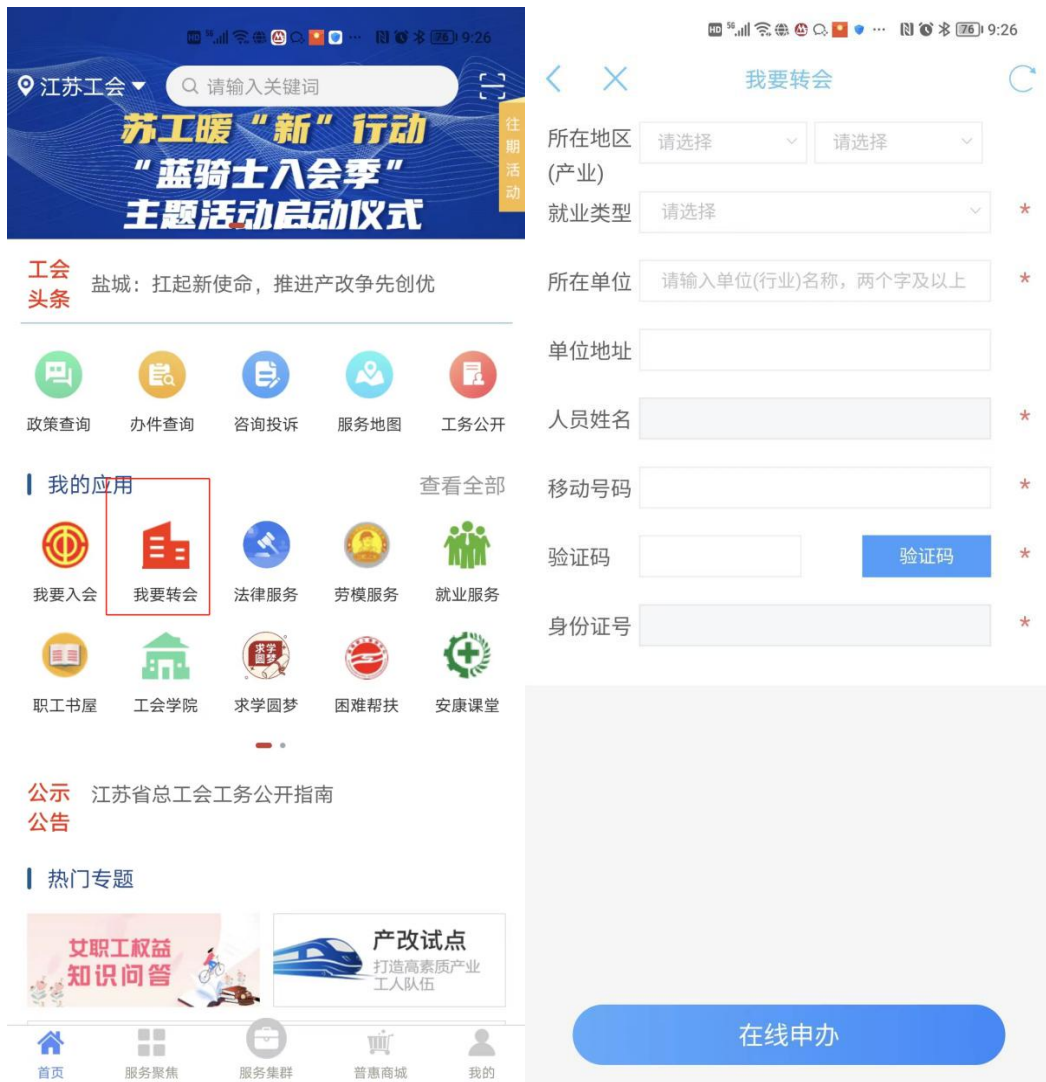 HD 5G 76 9:26
江苏工会
请输入关键词
苏工暖“新”行动
“蓝骑士入会季”
主题活动启动仪式
往期活动
工会头条
盐城：扛起新使命，推进产改争先创优
政策查询 办件查询 咨询投诉 服务地图 工务公开
我的应用 查看全部
我要入会 我要转会 法律服务 劳模服务 就业服务
求学圆梦
职工书屋 工会学院 求学圆梦 困难帮扶 安康课堂
公示公告
江苏省总工会工务公开指南
热门专题
女职工权益
知识问答
产改试点
打造高素质产业
工人队伍
首页 服务聚焦 服务集群 普惠商城 我的
HD 5G 76 9:26
我要转会
所在地区(产业) 请选择 请选择
就业类型 请选择 *
所在单位 请输入单位(行业)名称，两个字及以上 *
单位地址
人员姓名 *
移动号码 *
验证码 验证码 *
身份证号 *
在线申办